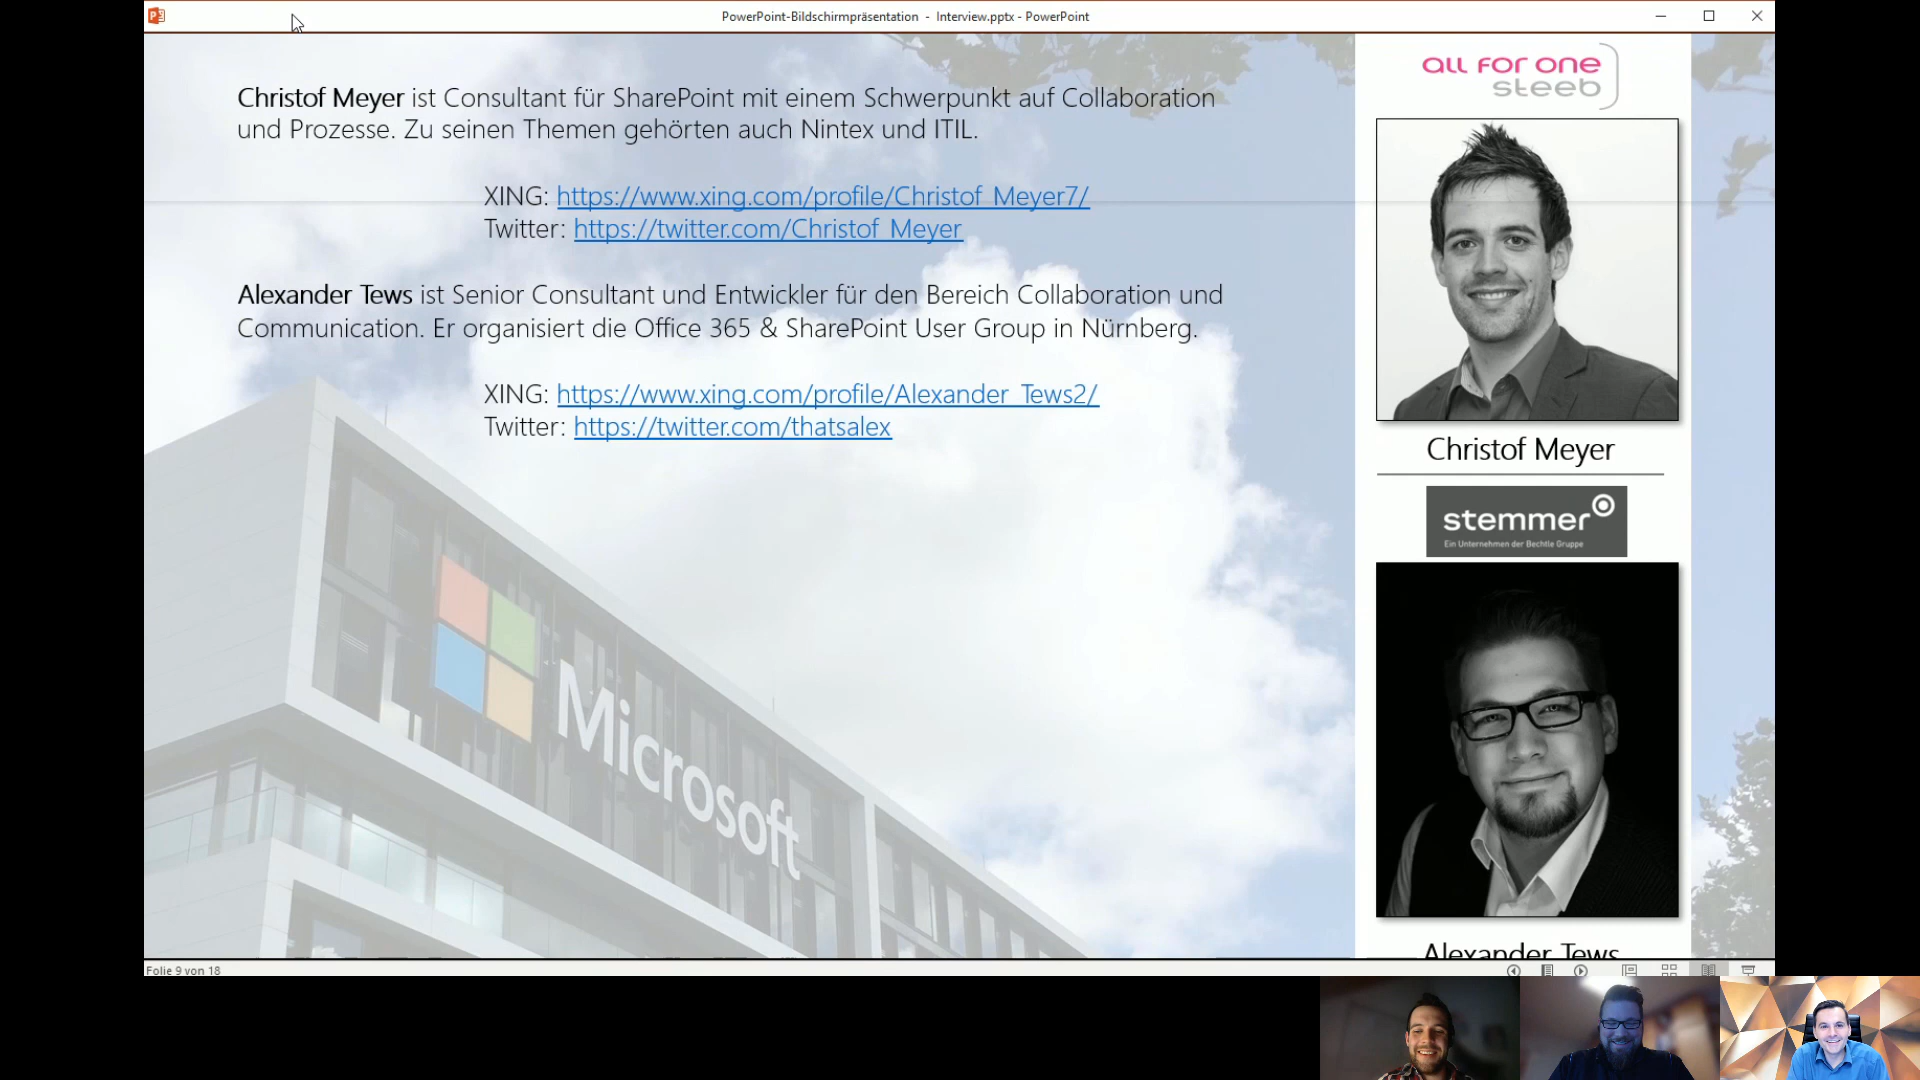 PowerPoint-Bildschirmpräsentation - Interview.pptx - PowerPoint
Christof Meyer ist Consultant für SharePoint mit einem Schwerpunkt auf Collaboration
und Prozesse. Zu seinen Themen gehörten auch Nintex und ITIL.
XING: https://www.xing.com/profile/Christof_Meyer7/
Twitter: https://twitter.com/Christof_Meyer
Alexander Tews ist Senior Consultant und Entwickler für den Bereich Collaboration und
Communication. Er organisiert die Office 365 & SharePoint User Group in Nürnberg.
XING: https://www.xing.com/profile/Alexander_Tews2/
Twitter: https://twitter.com/thatsalex
Microsoft
all for one
steeb
Christof Meyer
stemmer
Ein Unternehmen der Bechtle Gruppe
Alexander Tews
Folie 9 von 18